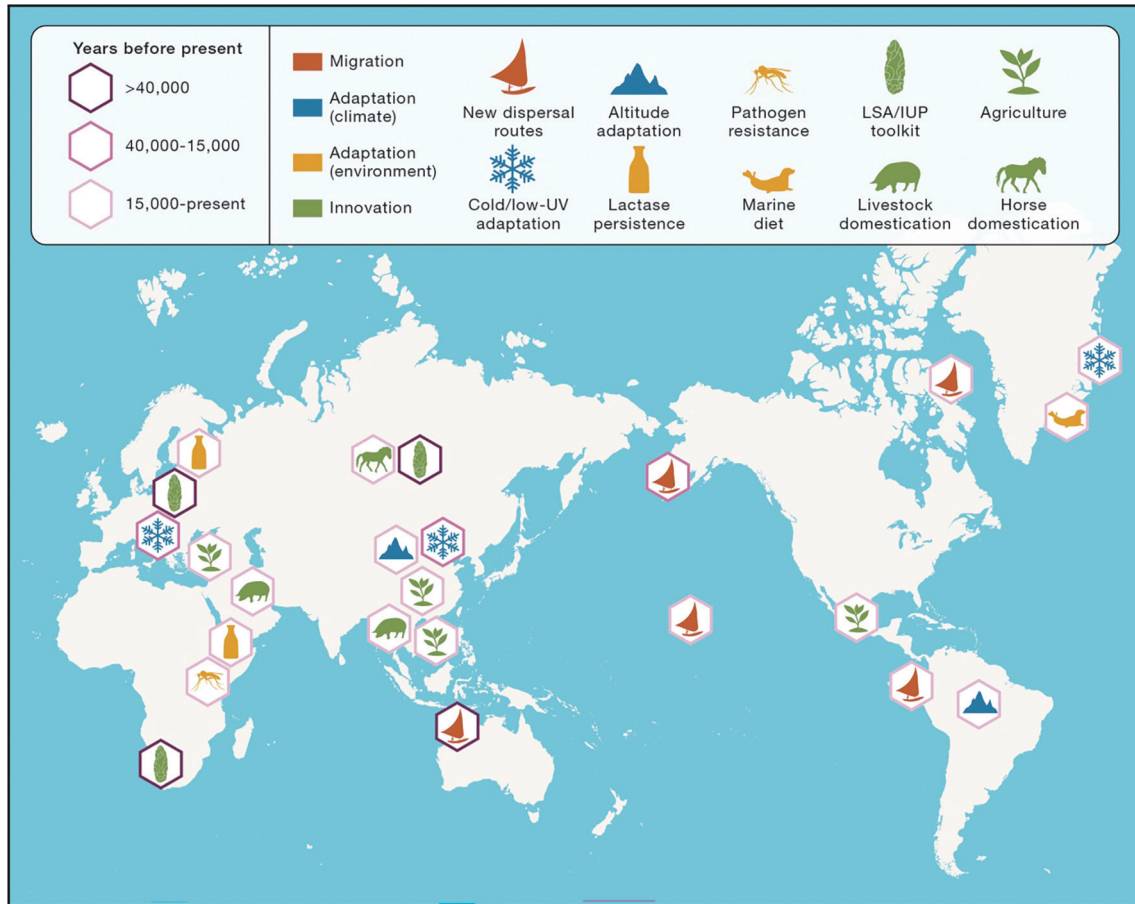 Years before present
>40,000
40,000-15,000
15,000-present
Migration
Adaptation
(climate)
Adaptation
(environment)
Innovation
New dispersal
routes
Altitude
adaptation
Pathogen
resistance
LSA/IUP
toolkit
Agriculture
Cold/low-UV
adaptation
Lactase
persistence
Marine
diet
Livestock
domestication
Horse
domestication